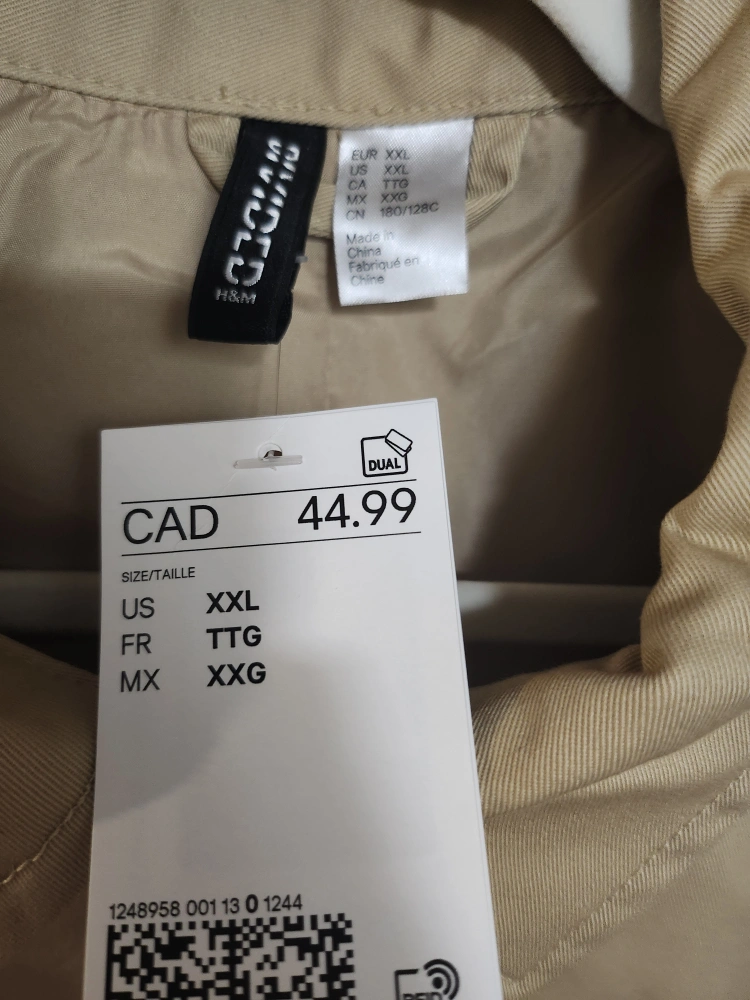 DIVIDED
H&M
EUR XXL
US XXL
CA TTG
MX XXG
CN 180/128C
Made in
China
Fabriqué en
Chine
DUAL
CAD 44.99
SIZE/TAILLE
US XXL
FR TTG
MX XXG
1248958 001 13 0 1244
RFID